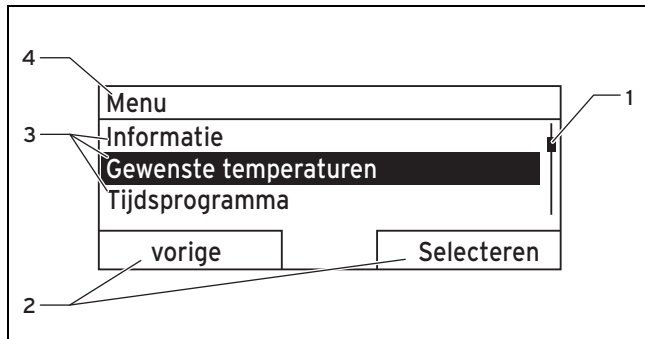 4
Menu
1
3
Informatie
Gewenste temperaturen
Tijdsprogramma
vorige
Selecteren
2